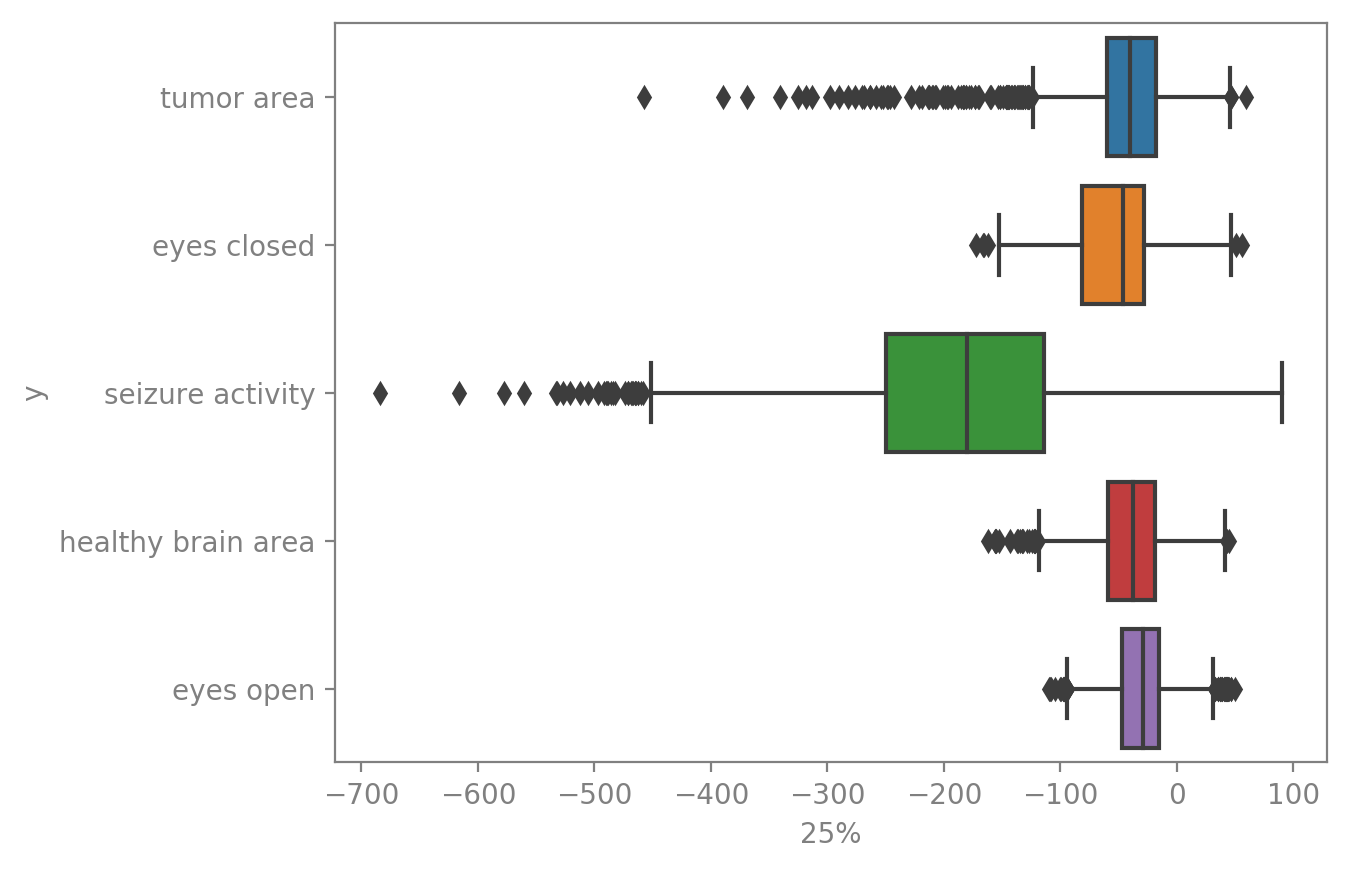 tumor area
eyes closed
y
seizure activity
healthy brain area
eyes open
−700 −600 −500 −400 −300 −200 −100 0 100
25%